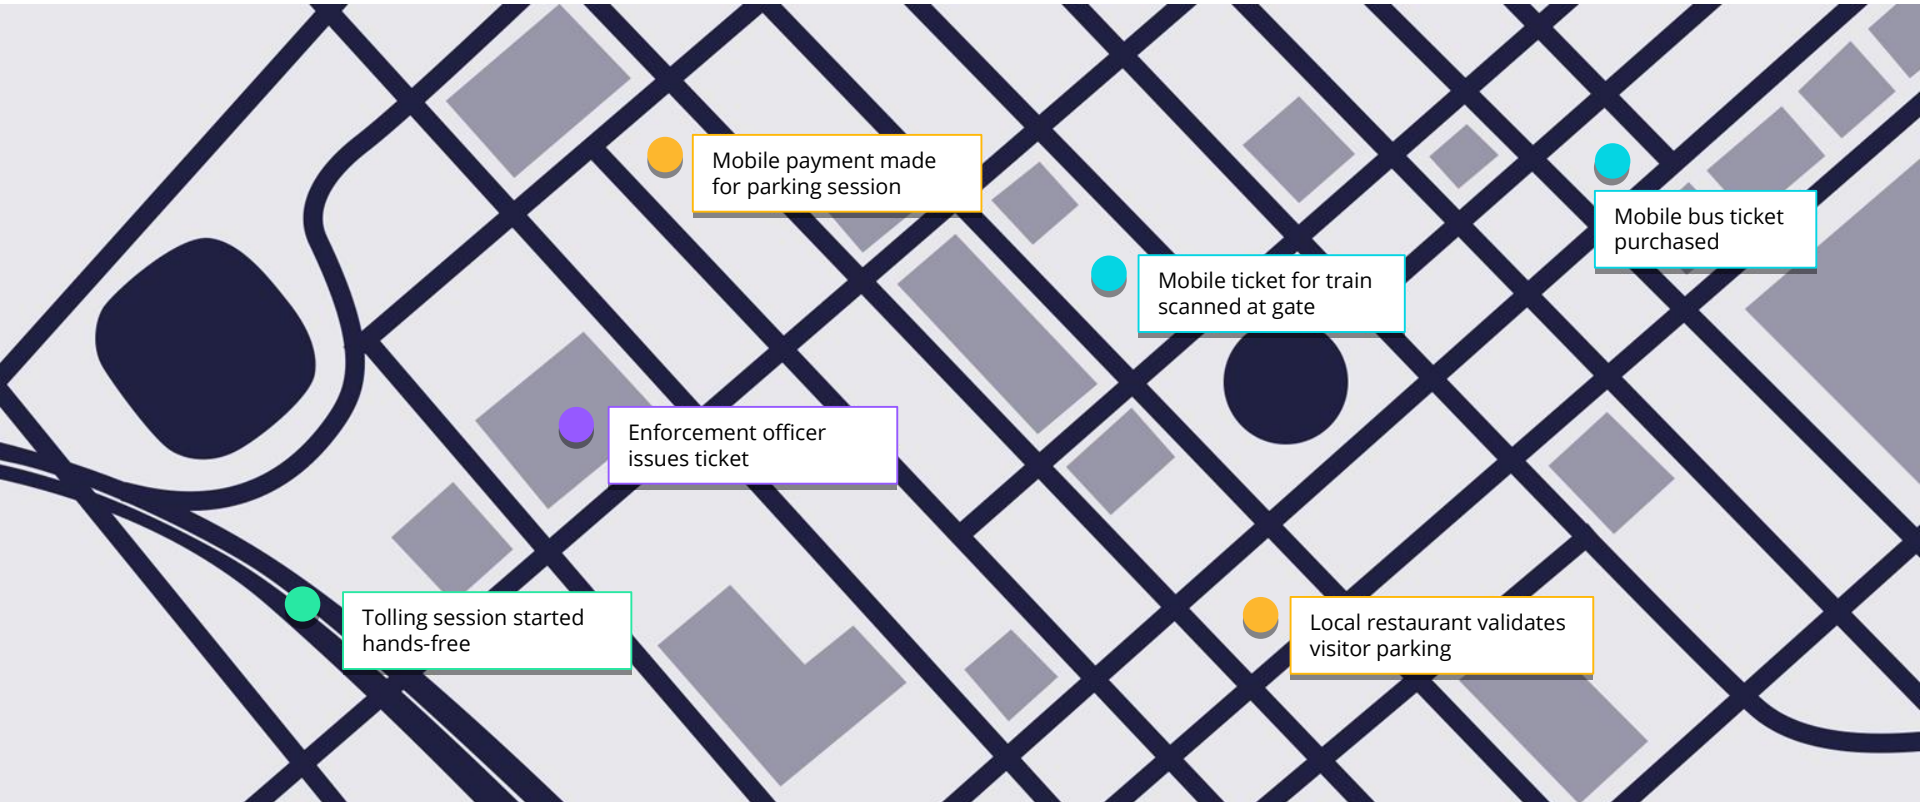 Mobile payment made
for parking session
Mobile bus ticket
purchased
Mobile ticket for train
scanned at gate
Enforcement officer
issues ticket
Tolling session started
hands-free
Local restaurant validates
visitor parking